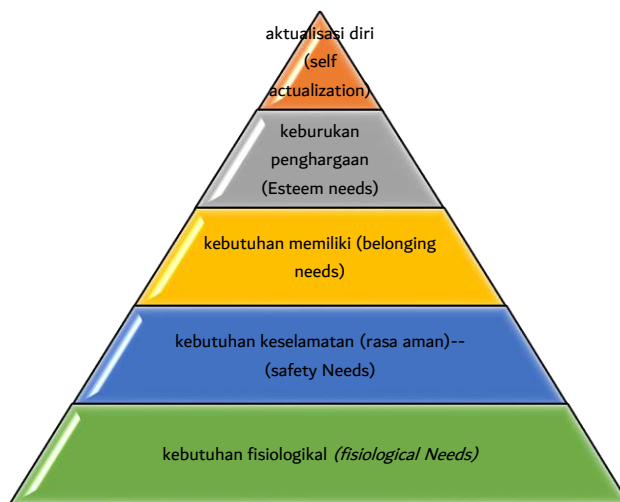 aktualisasi diri
(self
actualization)
keburukan
penghargaan
(Esteem needs)
kebutuhan memiliki (belonging
needs)
kebutuhan keselamatan (rasa aman)--
(safety Needs)
kebutuhan fisiologikal (fisiological Needs)